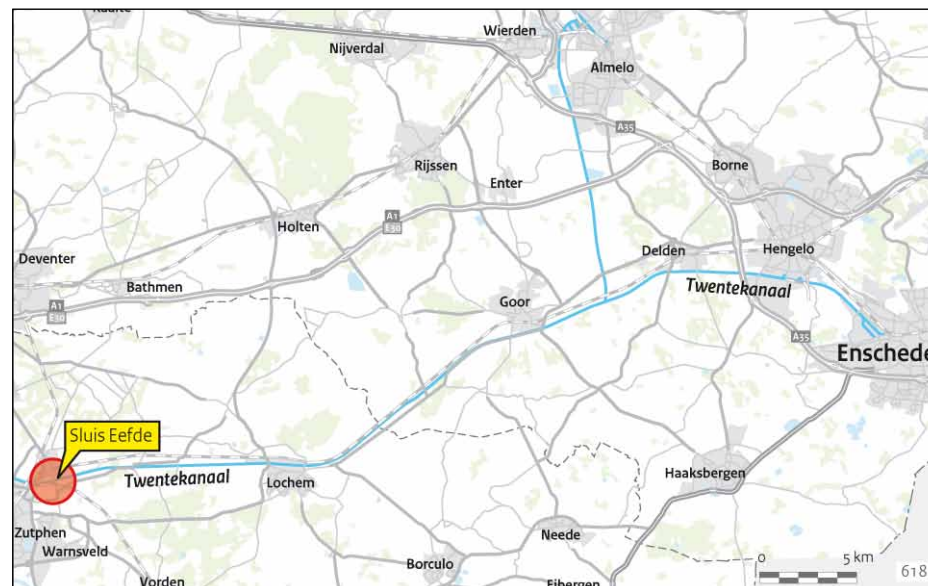 Raalte
Wierden
Nijverdal
Almelo
A35
Rijssen
Borne
Enter
Holten
A1
E30
Deventer
Delden
Hengelo
Bathmen
Goor
Twentekanaal
A1
E30
A35
Enschede
Sluis Eefde
Twentekanaal
Lochem
Haaksbergen
Zutphen
Warnsveld
Neede
Borculo
Vorden
Eibergen
0 5 km
618